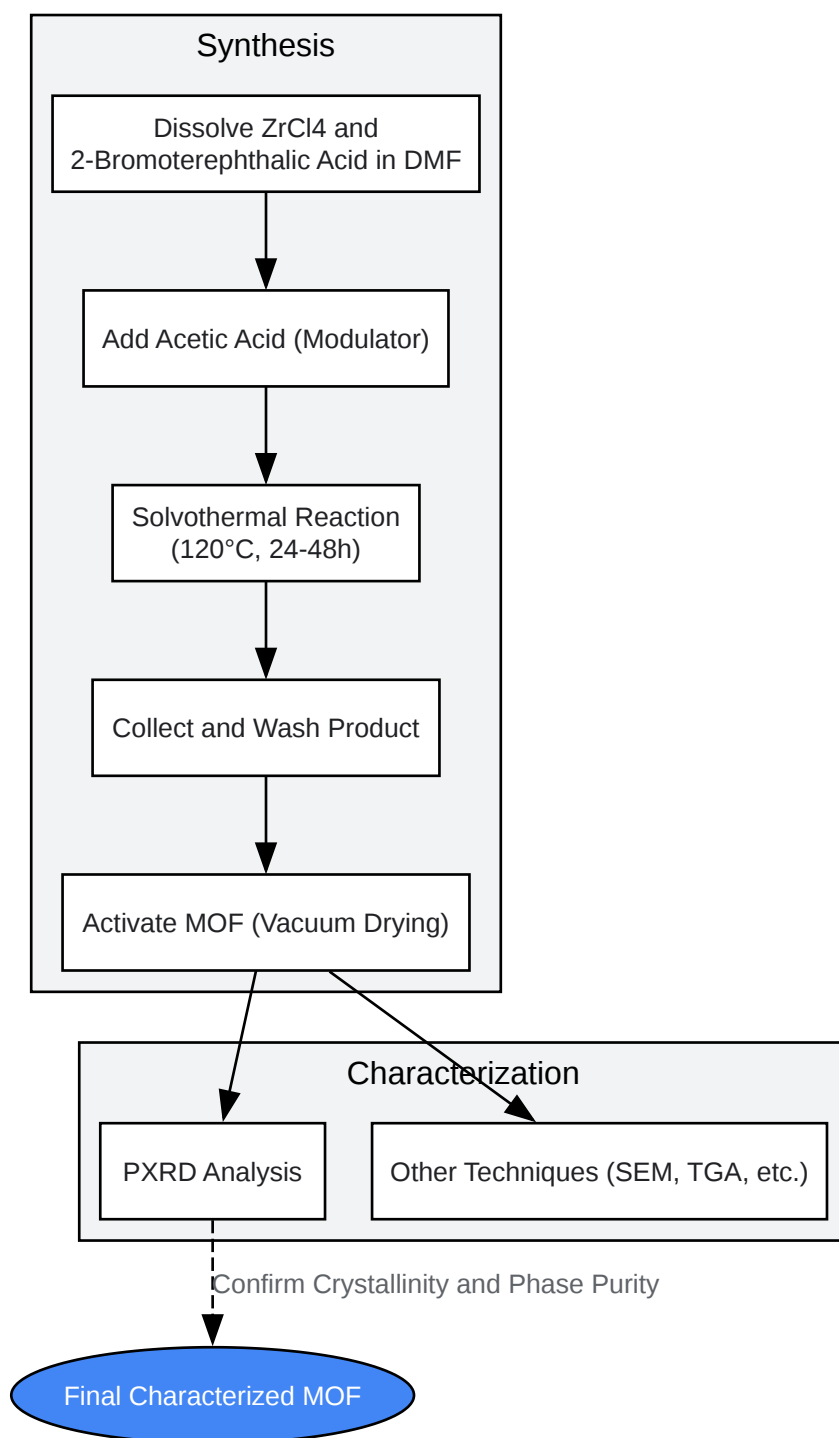 Synthesis
Dissolve ZrCl4 and
2-Bromoterephthalic Acid in DMF
Add Acetic Acid (Modulator)
Solvothermal Reaction
(120°C, 24-48h)
Collect and Wash Product
Activate MOF (Vacuum Drying)
Characterization
PXRD Analysis
Other Techniques (SEM, TGA, etc.)
Confirm Crystallinity and Phase Purity
Final Characterized MOF